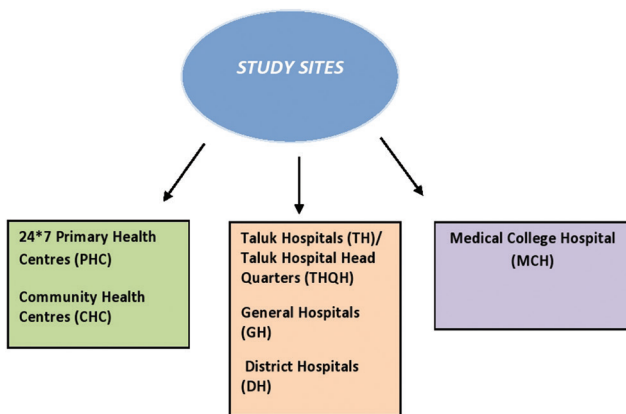 STUDY SITES
24*7 Primary Health
Centres (PHC)
Community Health
Centres (CHC)
Taluk Hospitals (TH)/
Taluk Hospital Head
Quarters (THQH)
General Hospitals
(GH)
District Hospitals
(DH)
Medical College Hospital
(MCH)